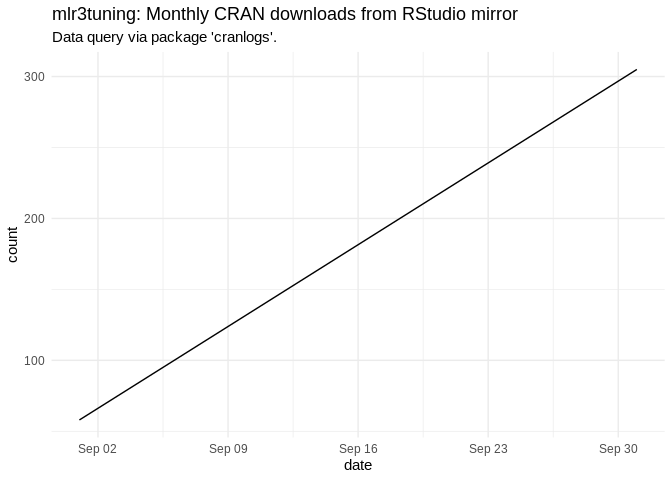 mlr3tuning: Monthly CRAN downloads from RStudio mirror
Data query via package 'cranlogs'.
300
200
100
count
Sep 02 Sep 09 Sep 16 Sep 23 Sep 30
date